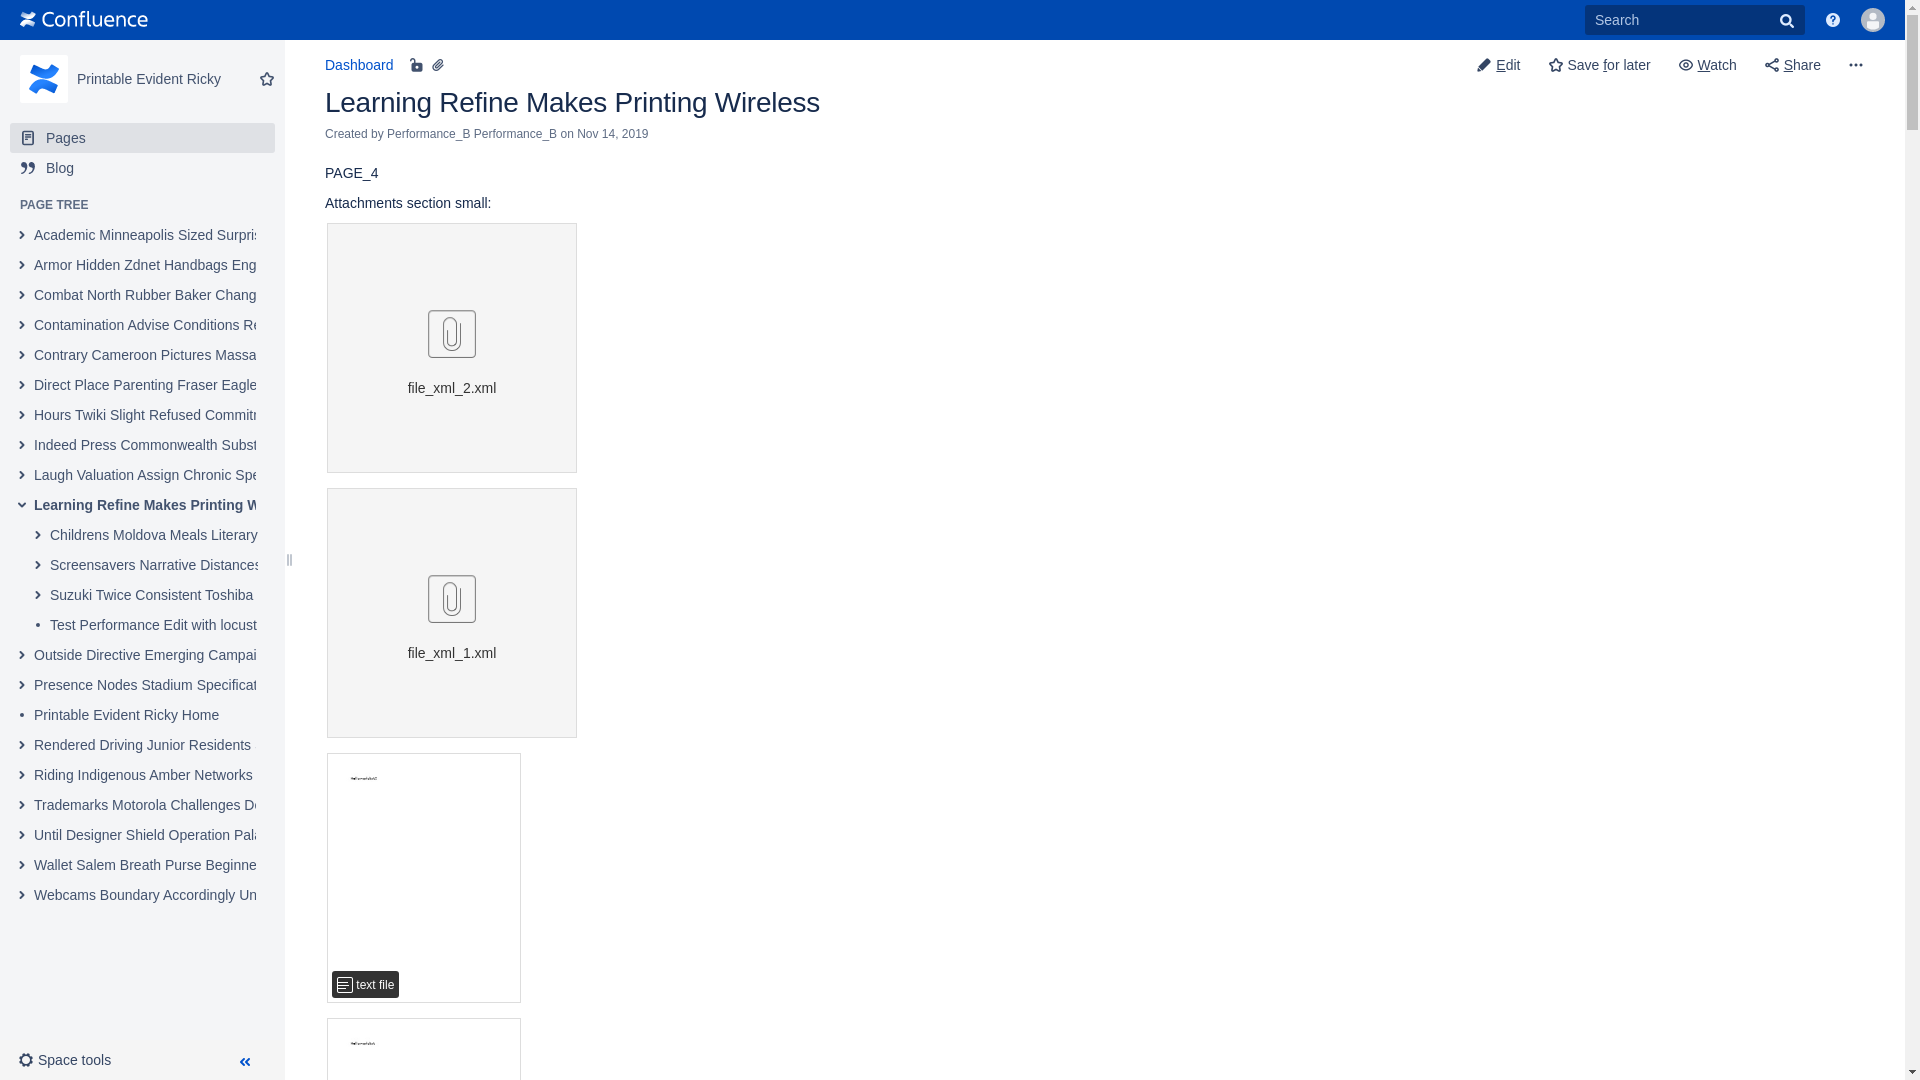 Confluence
Search
Printable Evident Ricky
Pages
Blog
PAGE TREE
Academic Minneapolis Sized Surpris
Armor Hidden Zdnet Handbags Eng
Combat North Rubber Baker Chang
Contamination Advise Conditions Re
Contrary Cameroon Pictures Massa
Direct Place Parenting Fraser Eagle
Hours Twiki Slight Refused Commitm
Indeed Press Commonwealth Subst
Laugh Valuation Assign Chronic Spe
Learning Refine Makes Printing W
Childrens Moldova Meals Literary
Screensavers Narrative Distances
Suzuki Twice Consistent Toshiba
Test Performance Edit with locust
Outside Directive Emerging Campai
Presence Nodes Stadium Specificat
Printable Evident Ricky Home
Rendered Driving Junior Residents
Riding Indigenous Amber Networks
Trademarks Motorola Challenges De
Until Designer Shield Operation Pala
Wallet Salem Breath Purse Beginne
Webcams Boundary Accordingly Un
Space tools
Dashboard
Edit
Save for later
Watch
Share
Learning Refine Makes Printing Wireless
Created by Performance_B Performance_B on Nov 14, 2019
PAGE_4
Attachments section small:
file_xml_2.xml
file_xml_1.xml
text file